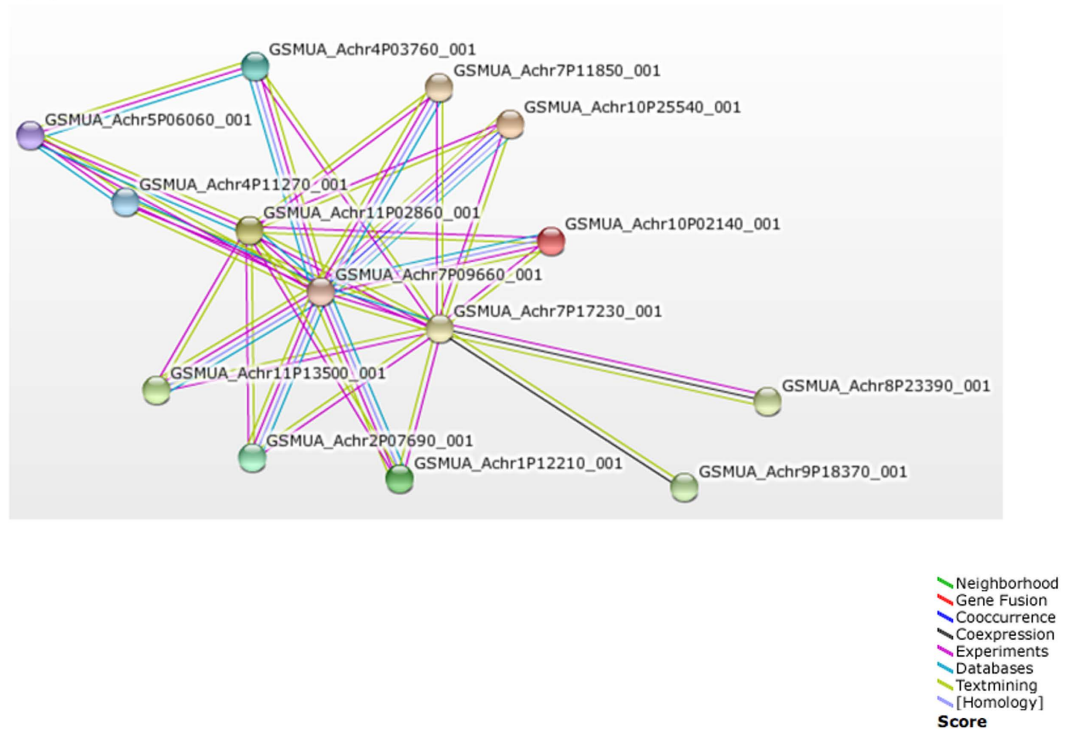 GSMUA_Achr4P03760_001
GSMUA_Achr7P11850_001
GSMUA_Achr10P25540_001
GSMUA_Achr5P06060_001
GSMUA_Achr4P11270_001
GSMUA_Achr11P02860_001
GSMUA_Achr10P02140_001
GSMUA_Achr7P09660_001
GSMUA_Achr7P17230_001
GSMUA_Achr11P13500_001
GSMUA_Achr8P23390_001
GSMUA_Achr2P07690_001
GSMUA_Achr1P12210_001
GSMUA_Achr9P18370_001
Neighborhood
Gene Fusion
Cooccurrence
Coexpression
Experiments
Databases
Textmining
[Homology]
Score